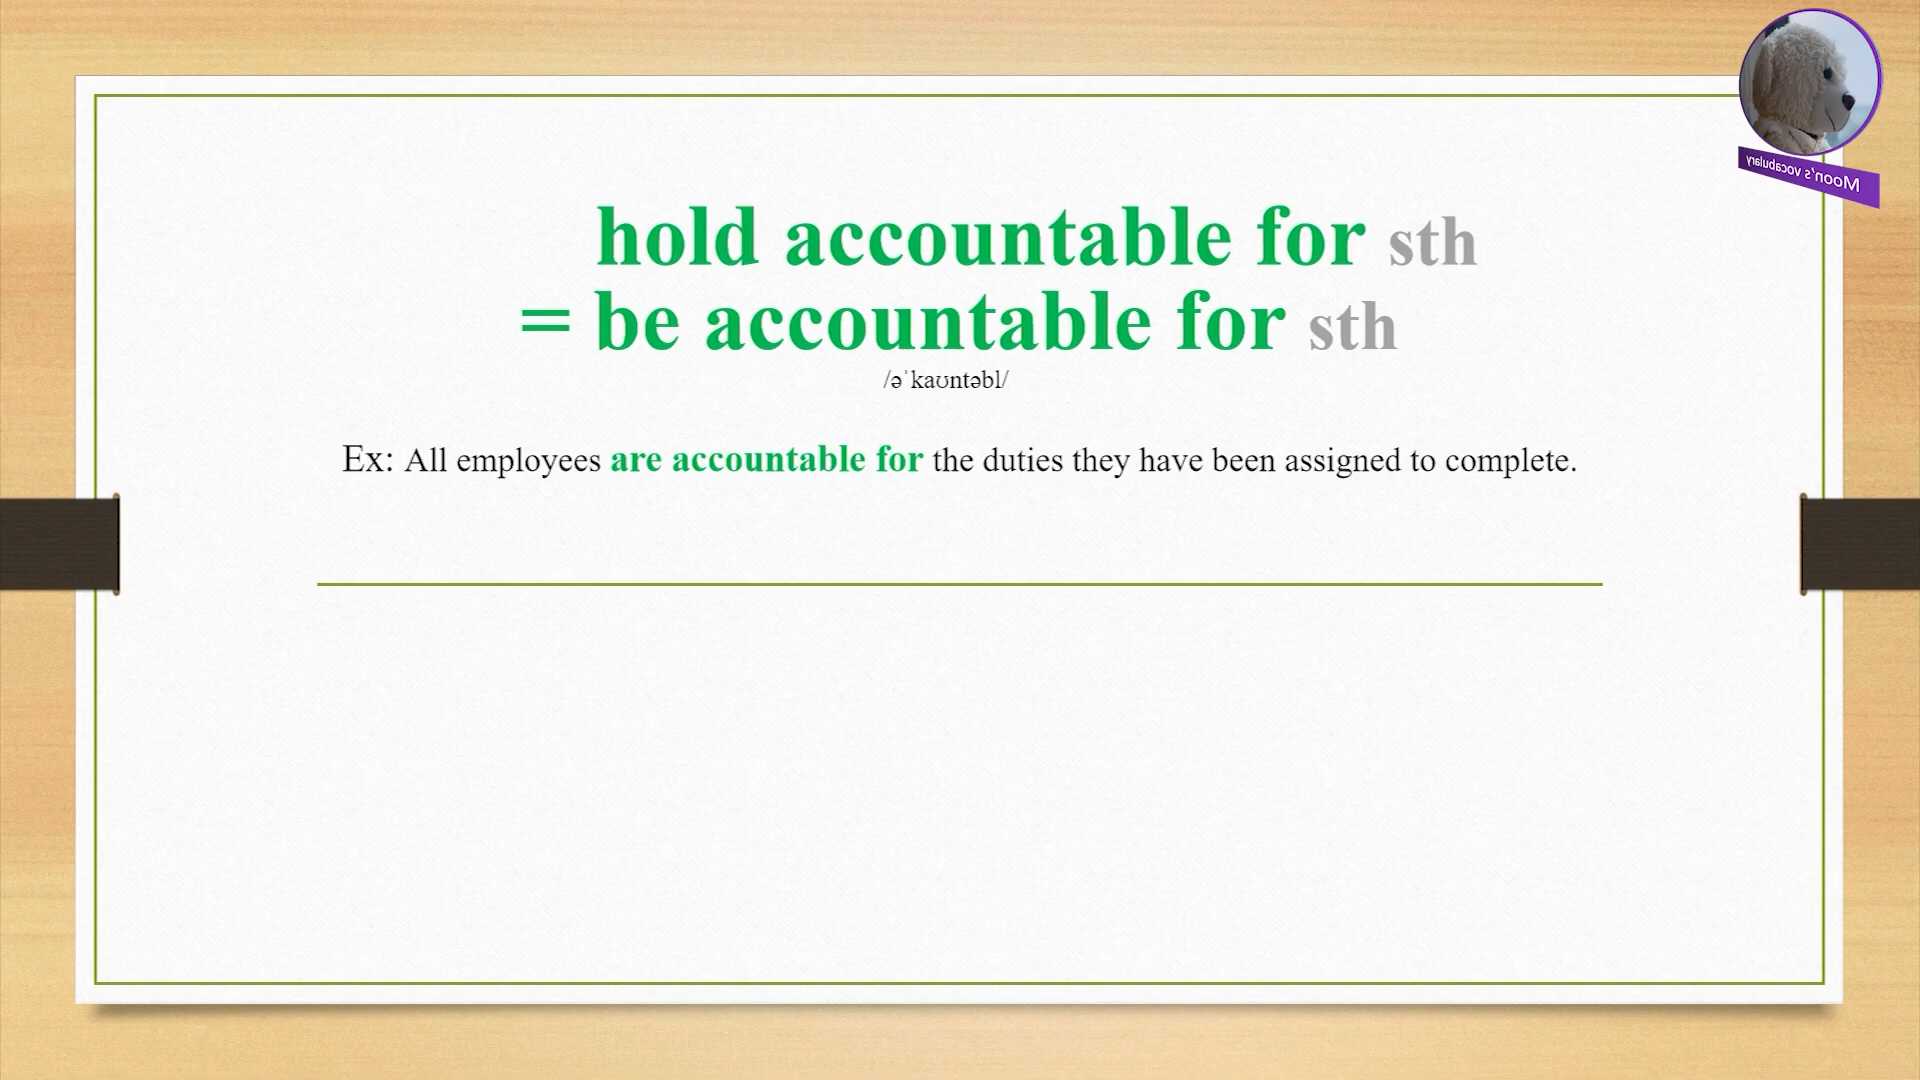 hold accountable for sth
= be accountable for sth
/əˈkaʊntəbl/
Ex: All employees are accountable for the duties they have been assigned to complete.
Moon's vocabulary